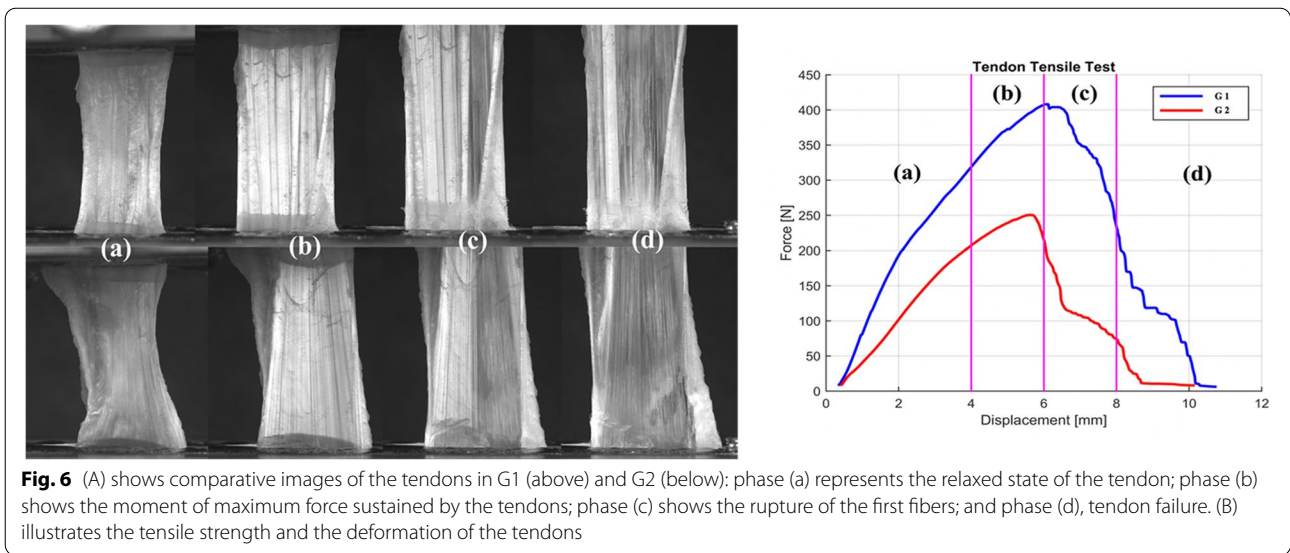 (a)
(b)
(c)
(d)
Tendon Tensile Test
450
400
350
300
250
200
150
100
50
0
Force [N]
(a)
(b)
(c)
(d)
G 1
G 2
0
2
4
6
8
10
12
Displacement [mm]
Fig. 6 (A) shows comparative images of the tendons in G1 (above) and G2 (below): phase (a) represents the relaxed state of the tendon; phase (b)
shows the moment of maximum force sustained by the tendons; phase (c) shows the rupture of the first fibers; and phase (d), tendon failure. (B)
illustrates the tensile strength and the deformation of the tendons